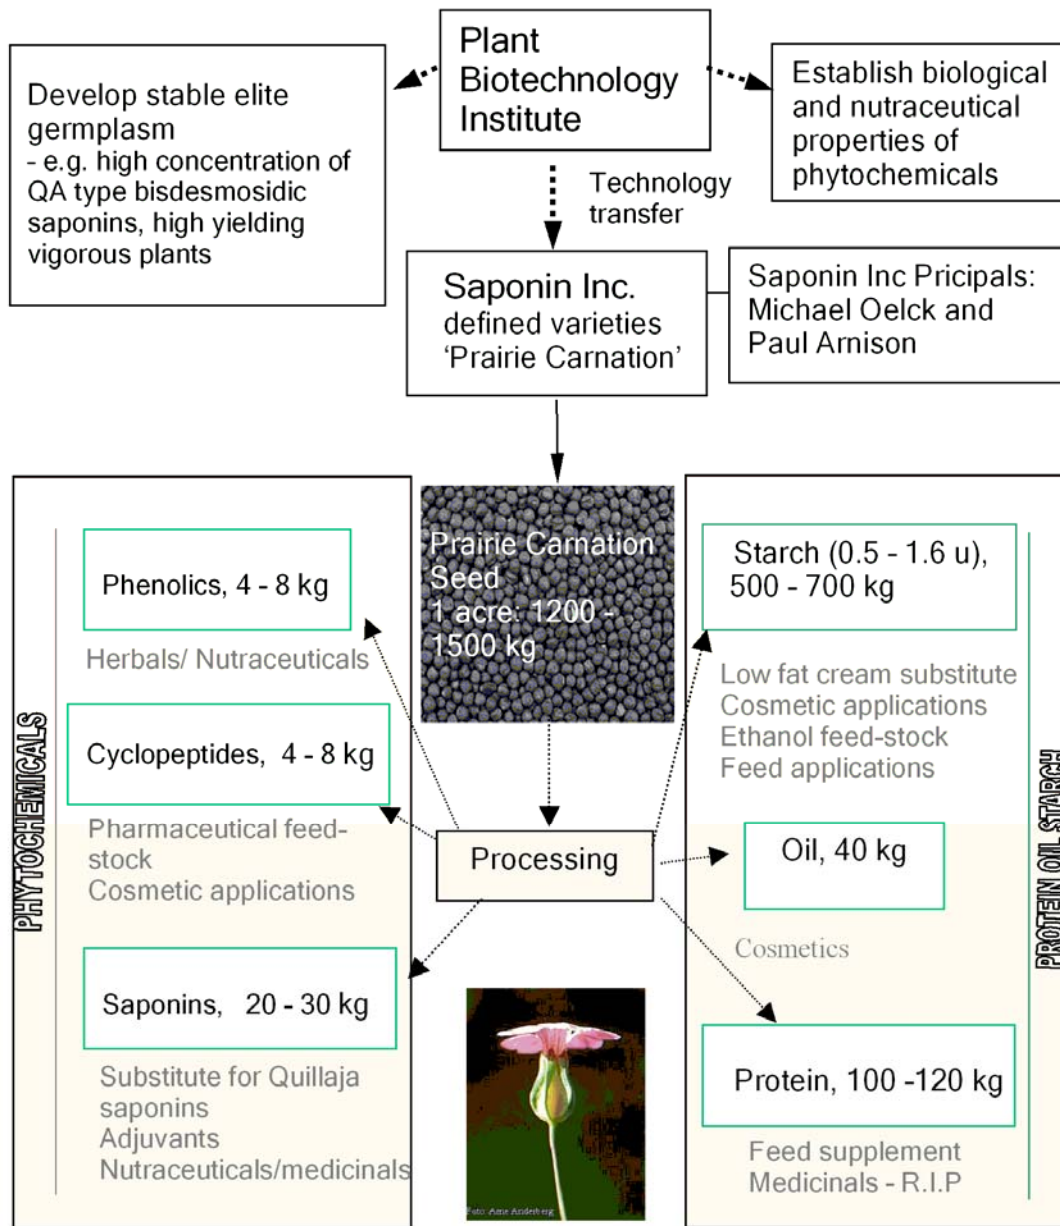 Plant
Biotechnology
Institute
Develop stable elite
germplasm
- e.g. high concentration of
QA type bisdesmosidic
saponins, high yielding
vigorous plants
Establish biological
and nutraceutical
properties of
phytochemicals
Technology
transfer
Saponin Inc.
defined varieties
‘Prairie Carnation’
Saponin Inc Pricipals:
Michael Oelck and
Paul Arnison
Prairie Carnation
Seed
1 acre: 1200 -
1500 kg
PHYTOCHEMICALS
Phenolics, 4 - 8 kg
Herbals/ Nutraceuticals
Cyclopeptides, 4 - 8 kg
Pharmaceutical feed-
stock
Cosmetic applications
Saponins, 20 - 30 kg
Substitute for Quillaja
saponins
Adjuvants
Nutraceuticals/medicinals
Processing
Foto: Arne Anderberg
PROTEIN OIL STARCH
Starch (0.5 - 1.6 u),
500 - 700 kg
Low fat cream substitute
Cosmetic applications
Ethanol feed-stock
Feed applications
Oil, 40 kg
Cosmetics
Protein, 100 -120 kg
Feed supplement
Medicinals - R.I.P